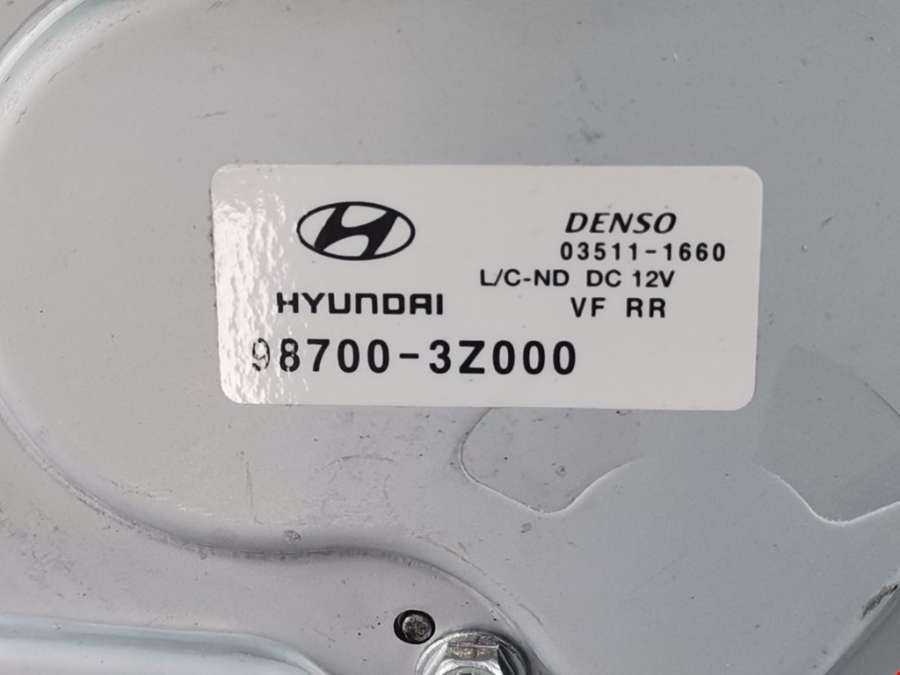 HYUNDAI
DENSO
03511-1660
L/C-ND DC 12V
VF RR
98700-3Z000